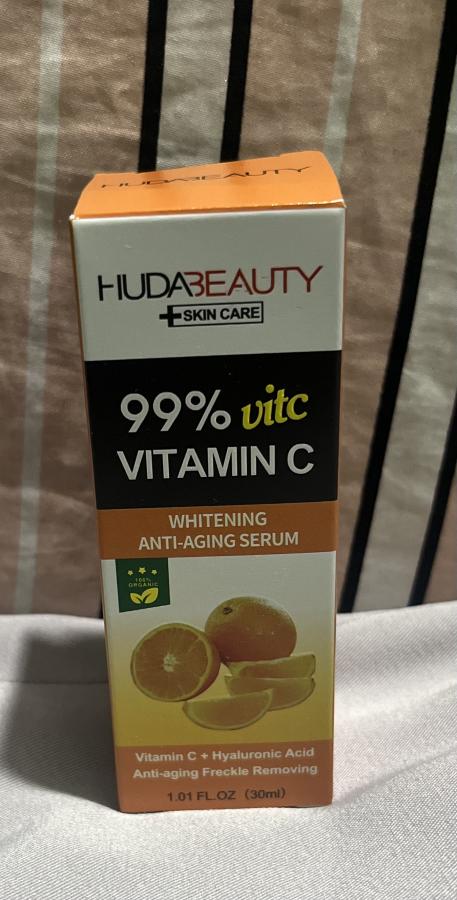 HUDABEAUTY
HUDABEAUTY
SKIN CARE
99% vitc
VITAMIN C
WHITENING
ANTI-AGING SERUM
100%
ORGANIC
Vitamin C + Hyaluronic Acid
Anti-aging Freckle Removing
1.01 FL.OZ (30ml)